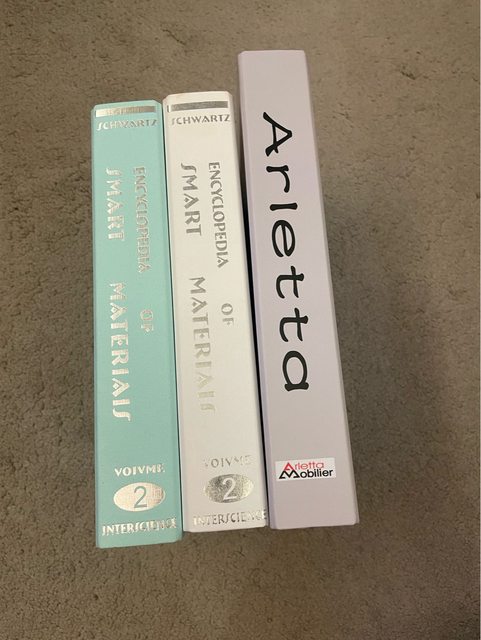 SCHWARTZ
ENCYCLOPEDIA OF
SMART MATERIALS
VOLUME
2
INTERSCIENCE
SCHWARTZ
ENCYCLOPEDIA OF
SMART MATERIALS
VOLUME
2
INTERSCIENCE
Arletta
Arletta
Mobilier